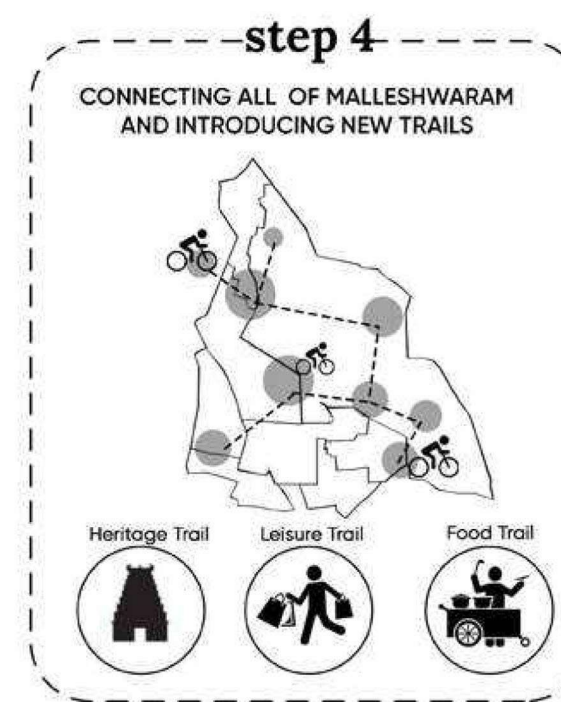 step 4
CONNECTING ALL OF MALLESHWARAM
AND INTRODUCING NEW TRAILS
Heritage Trail
Leisure Trail
Food Trail